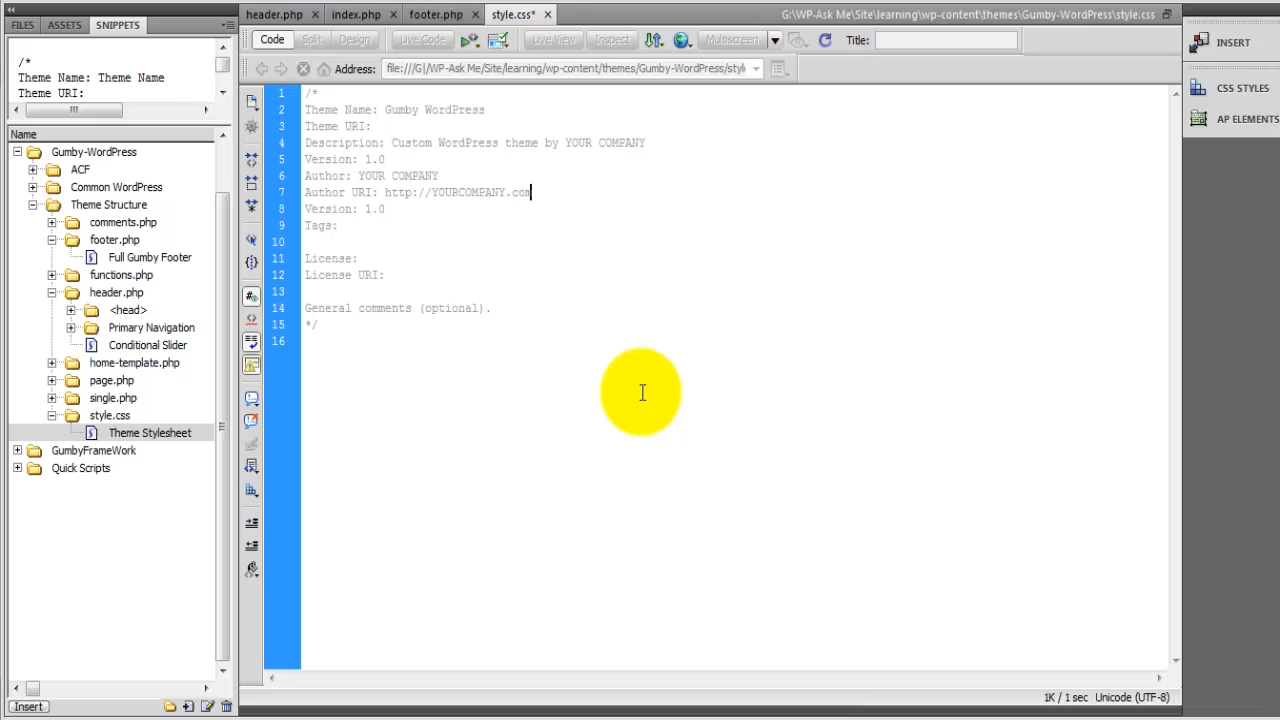 FILES ASSETS SNIPPETS
/*
Theme Name: Theme Name
Theme URI:
Name
Gumby-WordPress
ACF
Common WordPress
Theme Structure
comments.php
footer.php
Full Gumby Footer
functions.php
header.php
<head>
Primary Navigation
Conditional Slider
home-template.php
page.php
single.php
style.css
Theme Stylesheet
GumbyFrameWork
Quick Scripts
Insert
header.php index.php footer.php style.css* G:\WP-Ask Me\Site\learning\wp-content\themes\Gumby-WordPress\style.css
Code Split Design Live Code Live View Inspect Multiscreen Title:
Address: file:///G|/WP-Ask Me/Site/learning/wp-content/themes/Gumby-WordPress/styl
1 /*
2 Theme Name: Gumby WordPress
3 Theme URI:
4 Description: Custom WordPress theme by YOUR COMPANY
5 Version: 1.0
6 Author: YOUR COMPANY
7 Author URI: http://YOURCOMPANY.com
8 Version: 1.0
9 Tags:
10
11 License:
12 License URI:
13
14 General comments (optional).
15 */
16
1K / 1 sec Unicode (UTF-8)
INSERT
CSS STYLES
AP ELEMENTS